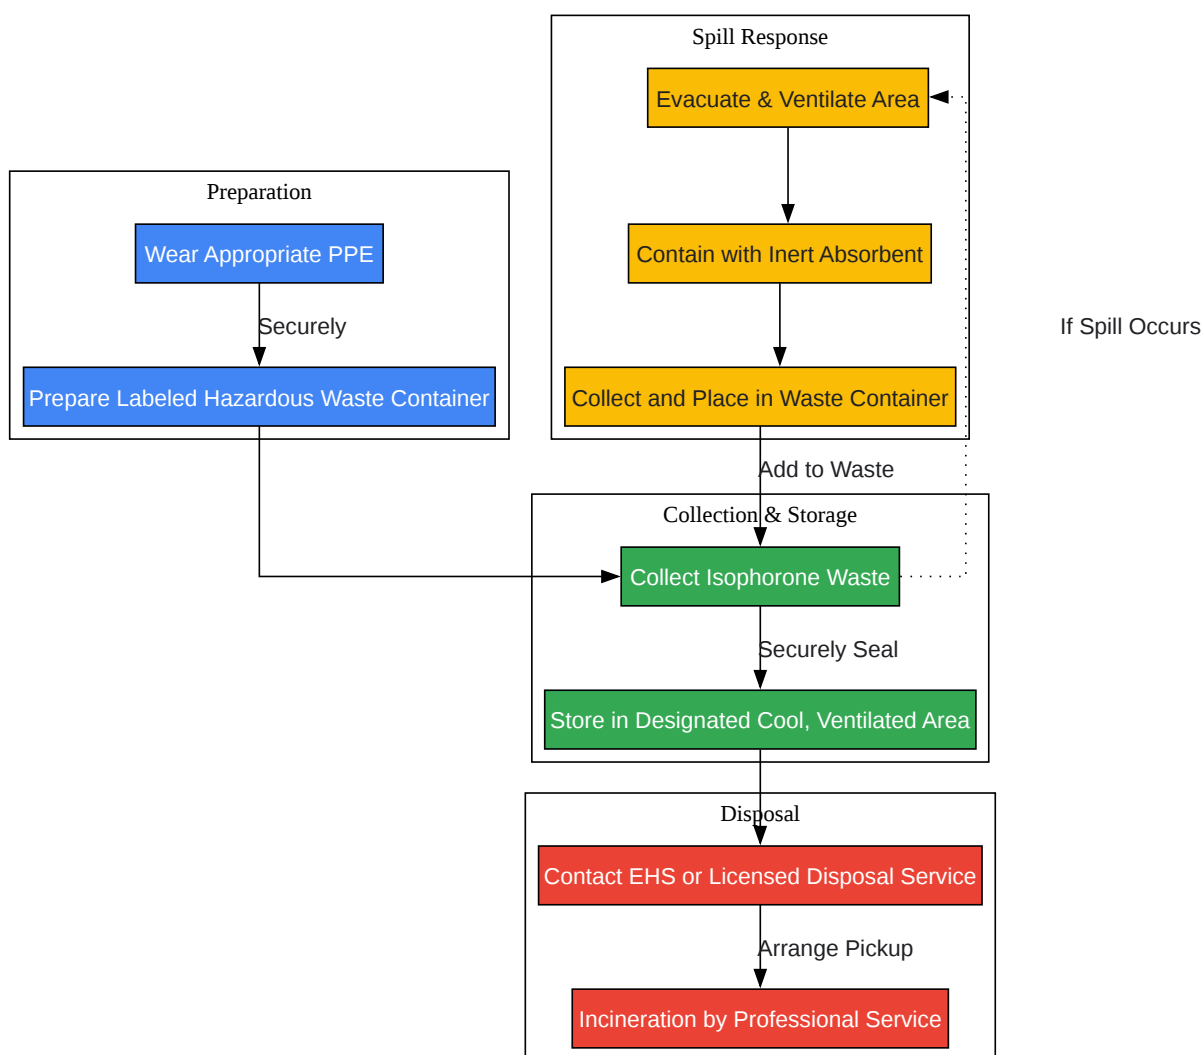 Spill Response
Evacuate & Ventilate Area
Preparation
Wear Appropriate PPE
Contain with Inert Absorbent
Securely
If Spill Occurs
Prepare Labeled Hazardous Waste Container
Collect and Place in Waste Container
Add to Waste
Collection & Storage
Collect Isophorone Waste
Securely Seal
Store in Designated Cool, Ventilated Area
Disposal
Contact EHS or Licensed Disposal Service
Arrange Pickup
Incineration by Professional Service